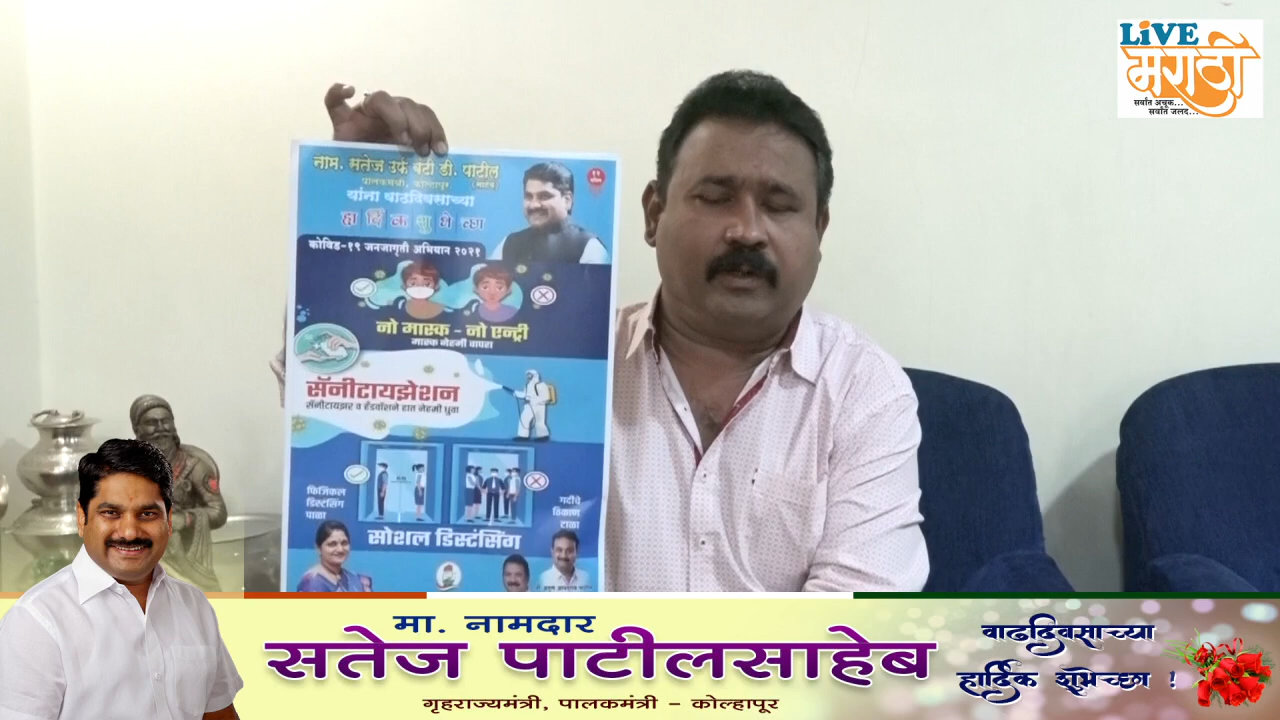 LiVE
मराठी
सर्वात अचूक...
सर्वात जलद...
नाम. सतेज उर्फ बंटी डी. पाटील
(साहेब)
पालकमंत्री, कोल्हापूर
यांना वाढदिवसाच्या
हार्दिक शुभेच्छा
कोविड-१९ जनजागृती अभियान २०२१
नो मास्क - नो एन्ट्री
मास्क नेहमी वापरा
सॅनीटायझेशन
सॅनीटायझर व हॅंडवॉशने हात नेहमी धुवा
फिजिकल
डिस्टंसिंग
पाळा
गर्दीचे
ठिकाण
टाळा
सोशल डिस्टंसिंग
मा. नामदार
सतेज पाटीलसाहेब
गृहराज्यमंत्री, पालकमंत्री - कोल्हापूर
वाढदिवसाच्या
हार्दिक शुभेच्छा !